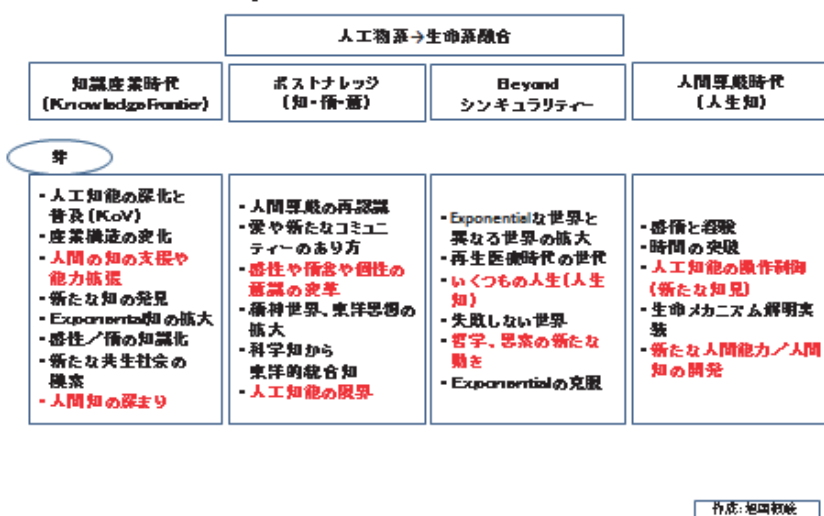 人工物系→生命系融合
知識産業時代
(Knowledge Frontier)
ポストナレッジ
(知・情・意)
Beyond
シンギュラリティー
人間尊厳時代
(人生知)
芽
・人工知能の深化と
普及(KoV)
・産業構造の変化
・人間の知の支援や
能力拡張
・新たな知の発見
・Exponential知の拡大
・感性/情の知識化
・新たな共生社会の
模索
・人間知の深まり
・人間尊厳の再認識
・愛や新たなコミュニ
ティーのあり方
・感性や情念や個性の
意識の変革
・精神世界、東洋思想の
拡大
・科学知から
東洋的統合知
・人工知能の限界
・Exponentialな世界と
異なる世界の拡大
・再生医療時代の世代
・いくつもの人生(人生
知)
・失敗しない世界
・哲学、思索の新たな
動き
・Exponentialの克服
・感情と経験
・時間の突破
・人工知能の操作制御
(新たな知見)
・生命メカニズム解明実
験
・新たな人間能力/人間
知の開発
作成: